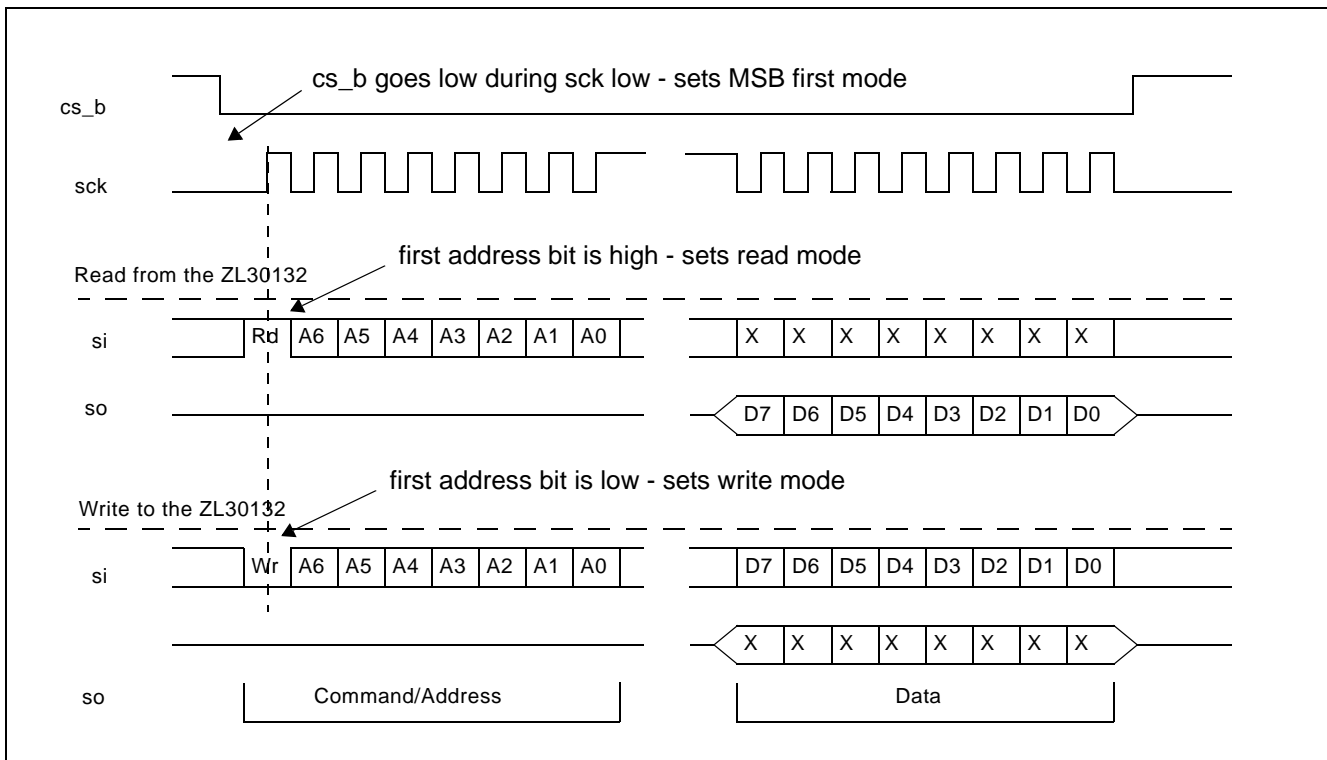 cs_b goes low during sck low - sets MSB first mode
cs_b
sck
first address bit is high - sets read mode
Read from the ZL30132
si Rd A6 A5 A4 A3 A2 A1 A0 X X X X X X X X
so D7 D6 D5 D4 D3 D2 D1 D0
first address bit is low - sets write mode
Write to the ZL30132
si Wr A6 A5 A4 A3 A2 A1 A0 D7 D6 D5 D4 D3 D2 D1 D0
X X X X X X X X
so Command/Address Data